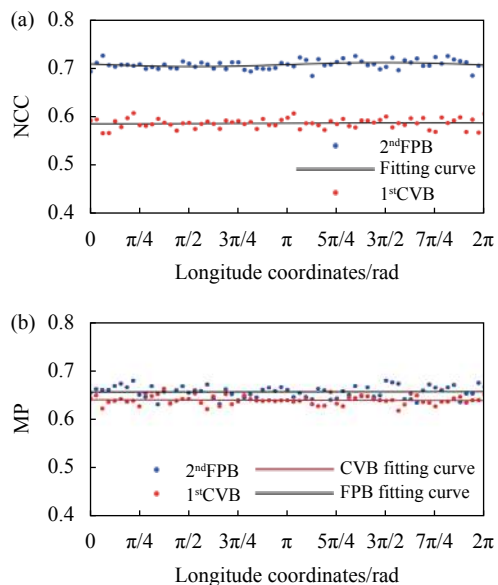 (a)
0.8
0.7
0.6
0.5
0.4
NCC
2ndFPB
Fitting curve
1stCVB
0 π/4 π/2 3π/4 π 5π/4 3π/2 7π/4 2π
Longitude coordinates/rad
(b)
0.8
0.7
0.6
0.5
0.4
MP
2ndFPB CVB fitting curve
1stCVB FPB fitting curve
0 π/4 π/2 3π/4 π 5π/4 3π/2 7π/4 2π
Longitude coordinates/rad